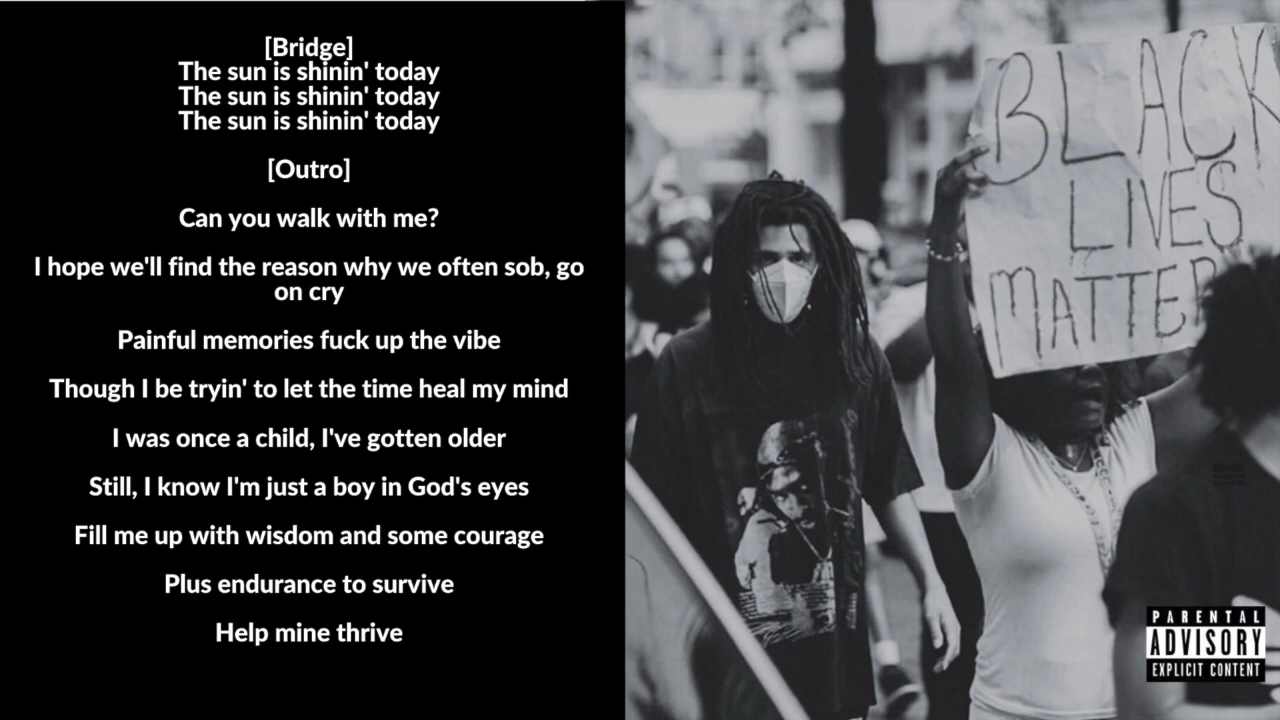 [Bridge]
The sun is shinin' today
The sun is shinin' today
The sun is shinin' today
[Outro]
Can you walk with me?
I hope we'll find the reason why we often sob, go
on cry
Painful memories fuck up the vibe
Though I be tryin' to let the time heal my mind
I was once a child, I've gotten older
Still, I know I'm just a boy in God's eyes
Fill me up with wisdom and some courage
Plus endurance to survive
Help mine thrive
BLACK
LIVES
MATTER
PARENTAL
ADVISORY
EXPLICIT CONTENT